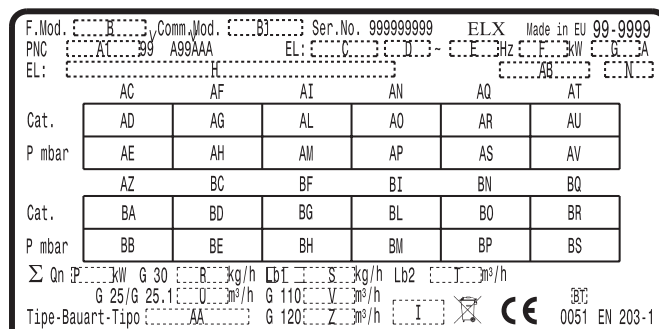 F.Mod. B Comm.Mod. B1 Ser.No. 999999999 ELX Made in EU 99-9999
PNC A1 99 A99AAA EL: C D ~ E Hz F kW G A
EL: H AB N
AC AF AI AN AQ AT
Cat. AD AG AL AO AR AU
P mbar AE AH AM AP AS AV
AZ BC BF BI BN BQ
Cat. BA BD BG BL BO BR
P mbar BB BE BH BM BP BS
Σ Qn P kW G 30 R kg/h Lb1 S kg/h Lb2 T m³/h
G 25/G 25.1 U m³/h G 110 V m³/h
Tipe-Bauart-Tipo AA G 120 Z m³/h I CE BT 0051 EN 203-1